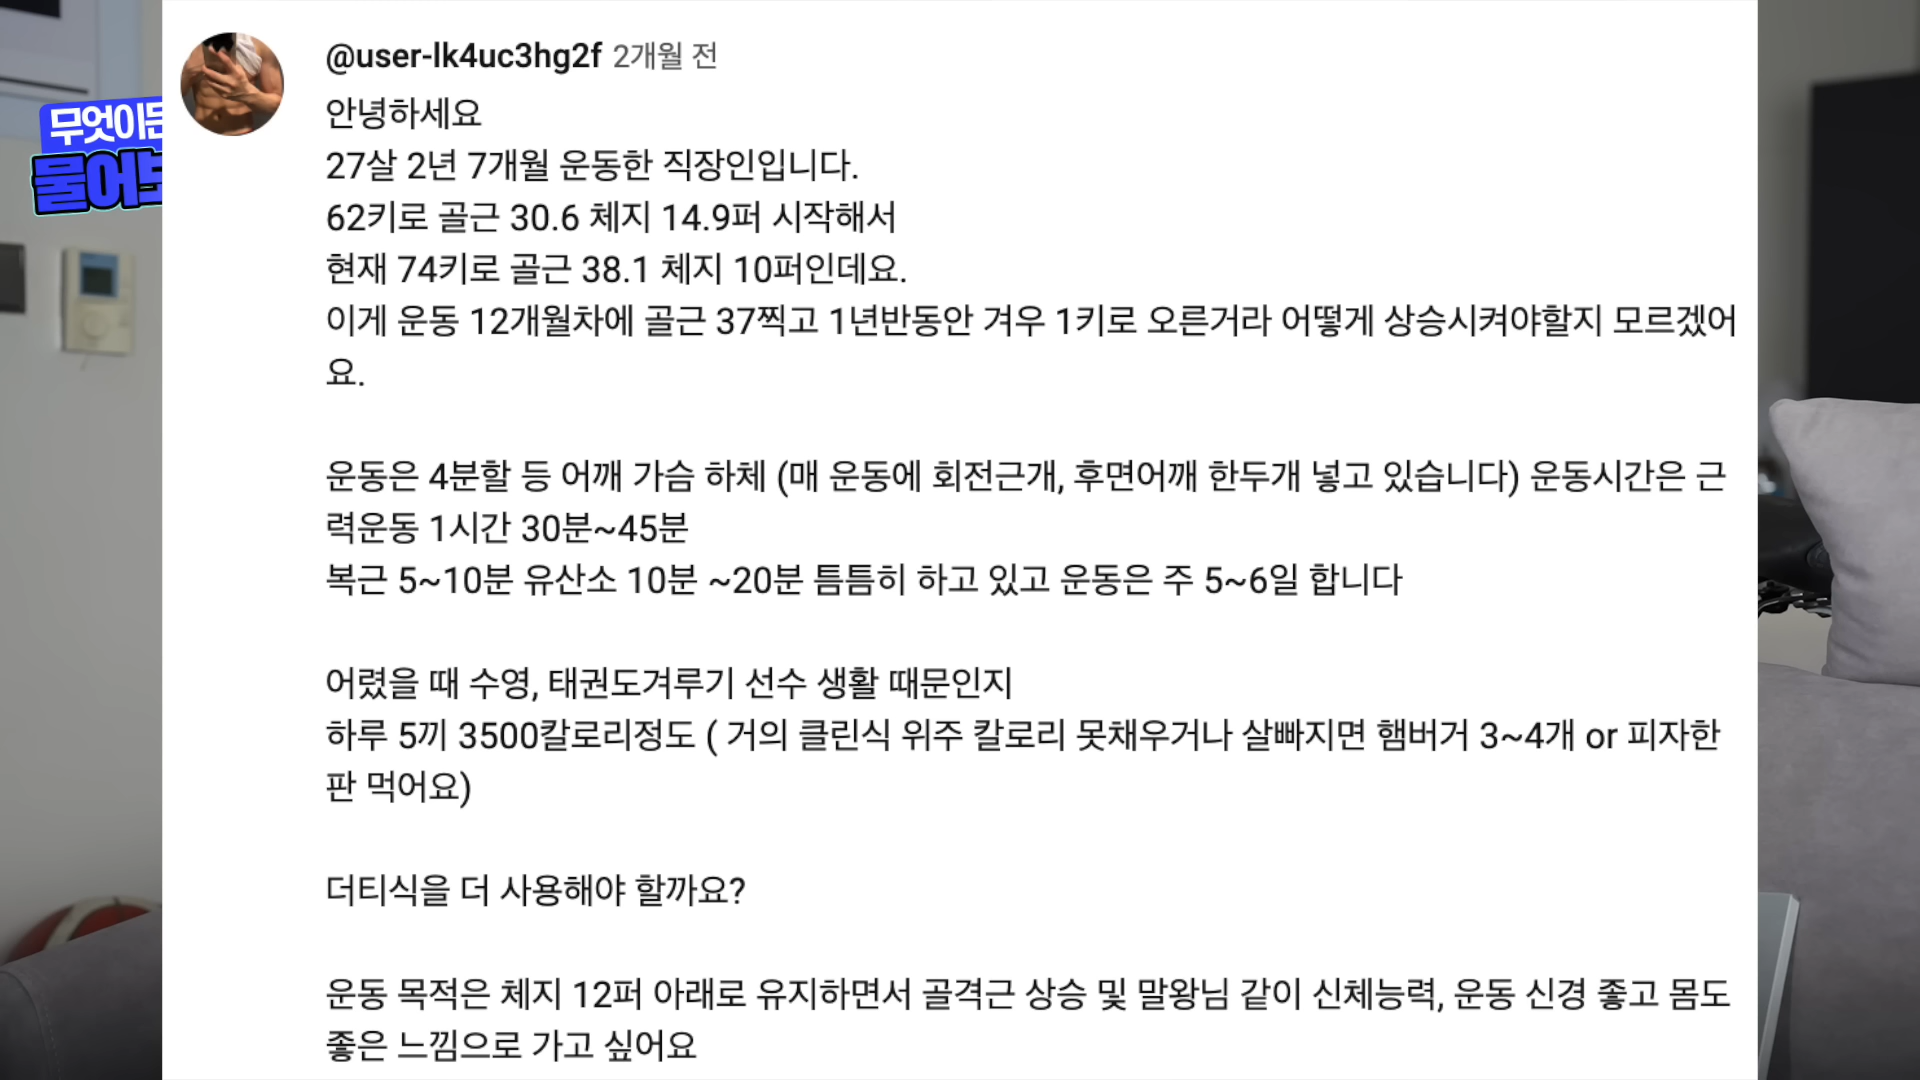 무엇이든
물어보
@user-lk4uc3hg2f 2개월 전
안녕하세요
27살 2년 7개월 운동한 직장인입니다.
62키로 골근 30.6 체지 14.9퍼 시작해서
현재 74키로 골근 38.1 체지 10퍼인데요.
이게 운동 12개월차에 골근 37찍고 1년반동안 겨우 1키로 오른거라 어떻게 상승시켜야할지 모르겠어
요.
운동은 4분할 등 어깨 가슴 하체 (매 운동에 회전근개, 후면어깨 한두개 넣고 있습니다) 운동시간은 근
력운동 1시간 30분~45분
복근 5~10분 유산소 10분 ~20분 틈틈히 하고 있고 운동은 주 5~6일 합니다
어렸을 때 수영, 태권도겨루기 선수 생활 때문인지
하루 5끼 3500칼로리정도 ( 거의 클린식 위주 칼로리 못채우거나 살빠지면 햄버거 3~4개 or 피자한
판 먹어요)
더티식을 더 사용해야 할까요?
운동 목적은 체지 12퍼 아래로 유지하면서 골격근 상승 및 말왕님 같이 신체능력, 운동 신경 좋고 몸도
좋은 느낌으로 가고 싶어요